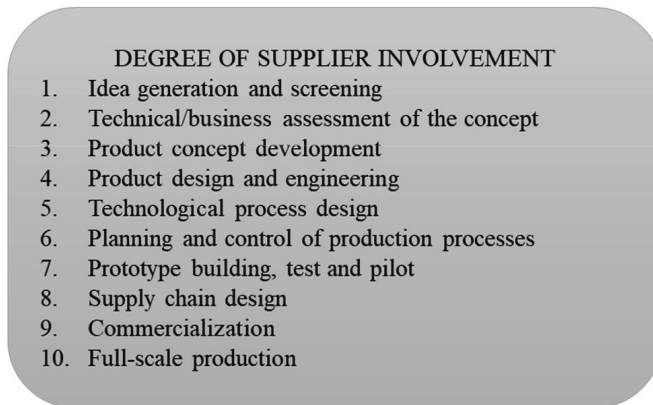 DEGREE OF SUPPLIER INVOLVEMENT
1. Idea generation and screening
2. Technical/business assessment of the concept
3. Product concept development
4. Product design and engineering
5. Technological process design
6. Planning and control of production processes
7. Prototype building, test and pilot
8. Supply chain design
9. Commercialization
10. Full-scale production